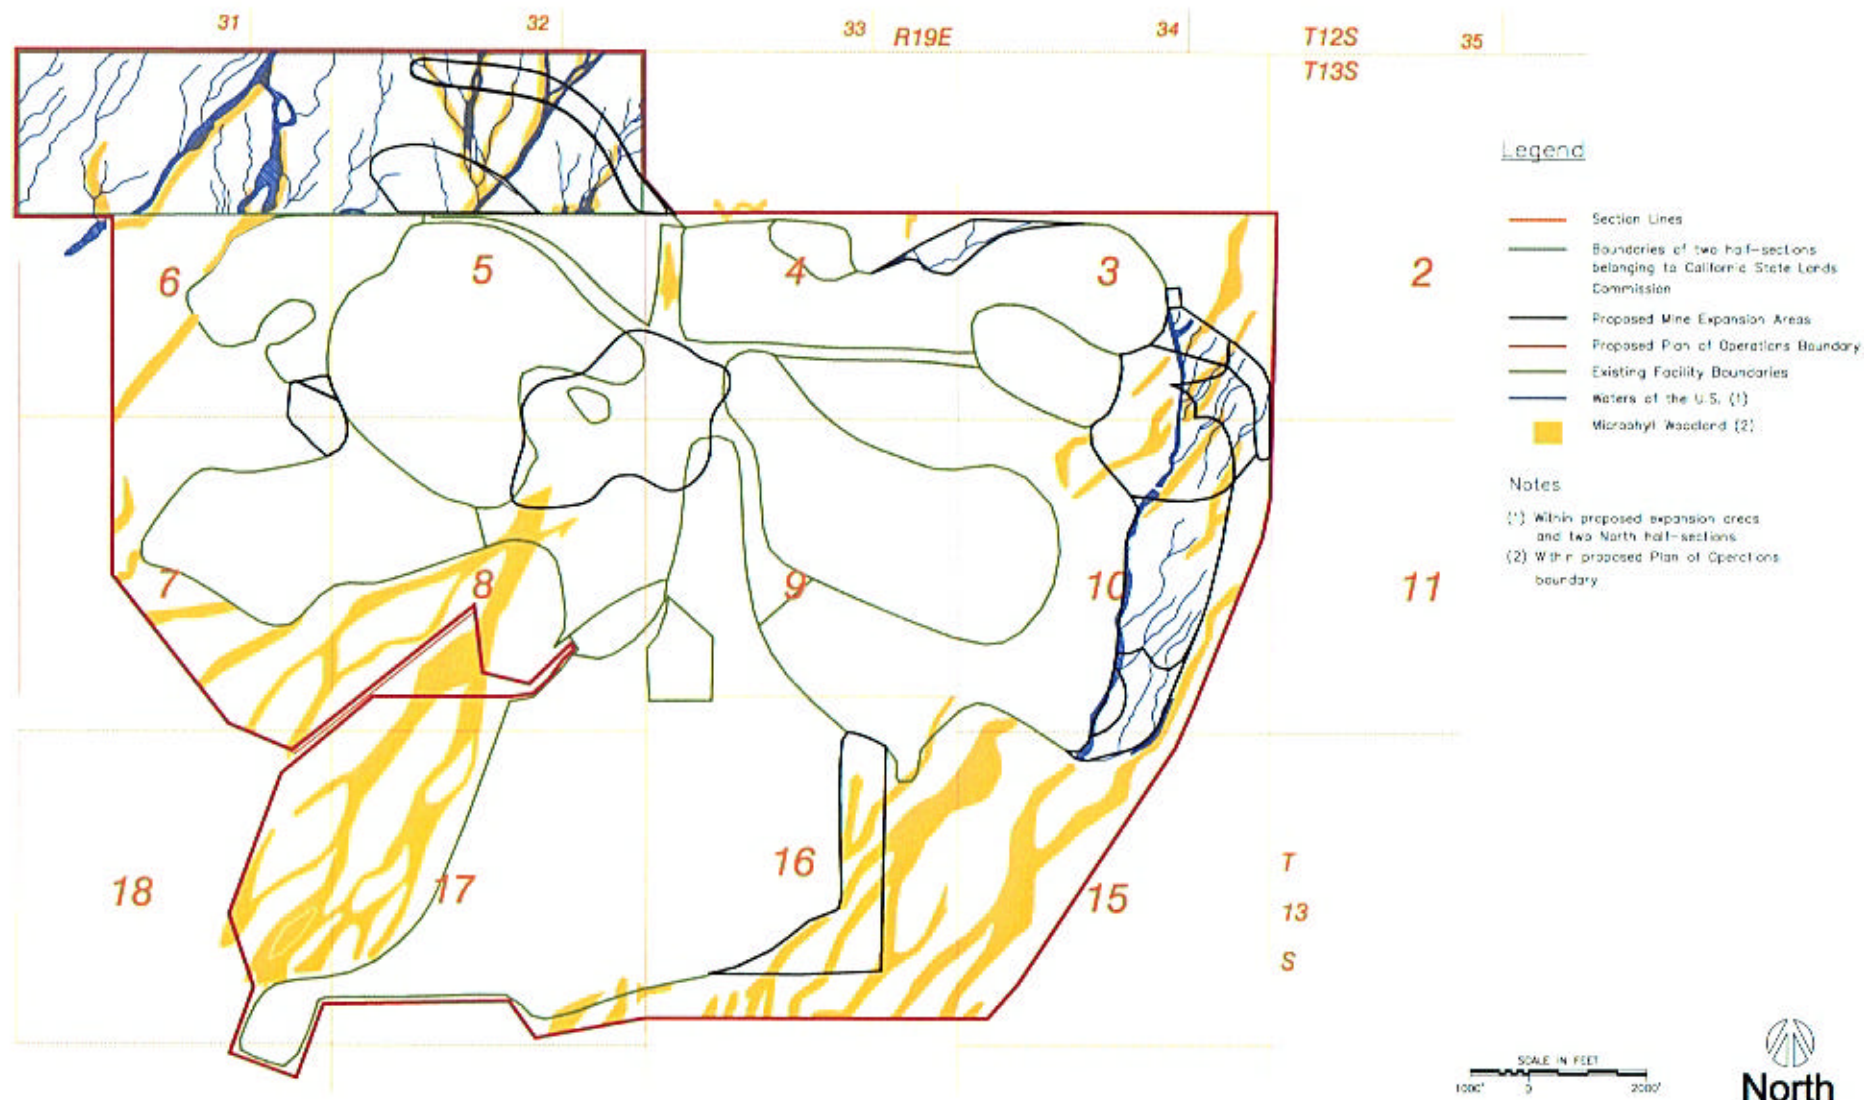 31 32 33 R19E 34 T12S 35
T13S
Legend
Section Lines
Boundaries of two half-sections
belonging to California State Lands
Commission
Proposed Mine Expansion Areas
Proposed Plan of Operations Boundary
Existing Facility Boundaries
Waters of the U.S. (1)
Microphyl Woodland (2)
Notes
(1) Within proposed expansion areas
and two North half-sections
(2) Within proposed Plan of Operations
boundary
6 5 4 3 2
7 8 9 10 11
18 17 16 15
T
13
S
SCALE IN FEET
1000' 0 2000'
North